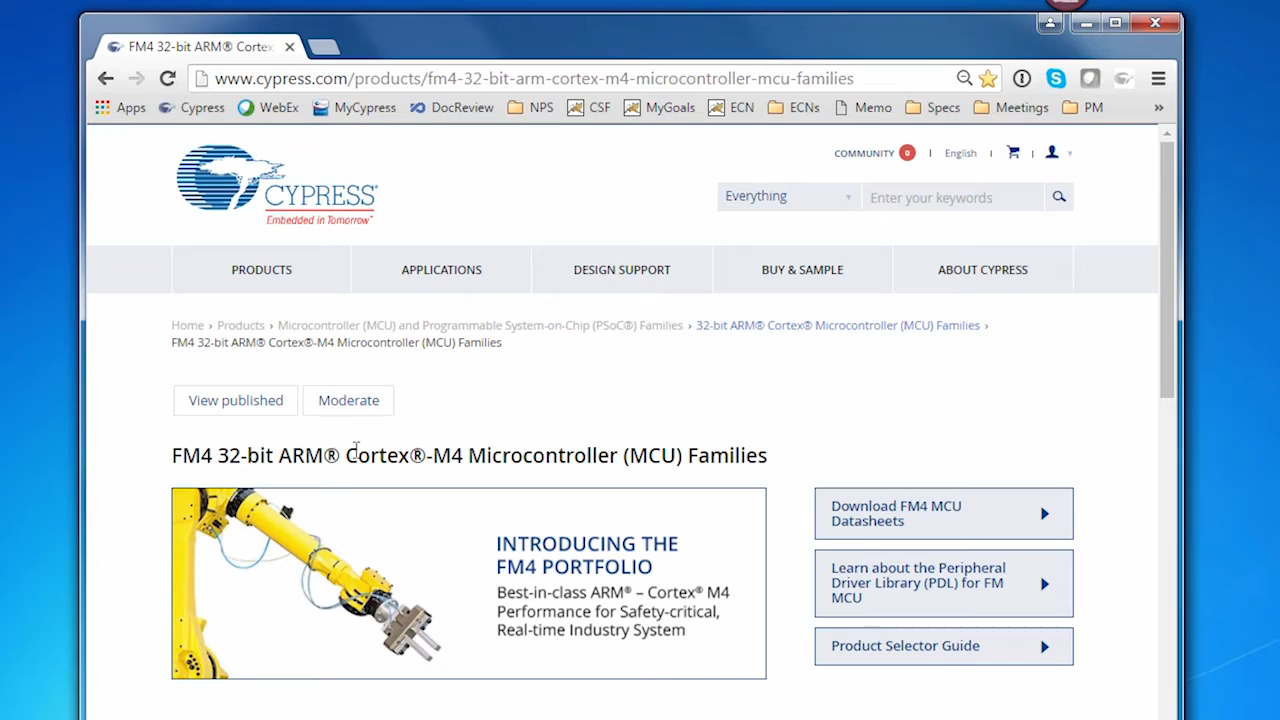 FM4 32-bit ARM® Cortex
www.cypress.com/products/fm4-32-bit-arm-cortex-m4-microcontroller-mcu-families
Apps Cypress WebEx MyCypress DocReview NPS CSF MyGoals ECN ECNs Memo Specs Meetings PM »
CYPRESS®
Embedded in Tomorrow™
COMMUNITY 0 | English | |
Everything Enter your keywords
PRODUCTS APPLICATIONS DESIGN SUPPORT BUY & SAMPLE ABOUT CYPRESS
Home › Products › Microcontroller (MCU) and Programmable System-on-Chip (PSoC®) Families › 32-bit ARM® Cortex® Microcontroller (MCU) Families ›
FM4 32-bit ARM® Cortex®-M4 Microcontroller (MCU) Families
View published Moderate
FM4 32-bit ARM® Cortex®-M4 Microcontroller (MCU) Families
INTRODUCING THE
FM4 PORTFOLIO
Best-in-class ARM® – Cortex® M4
Performance for Safety-critical,
Real-time Industry System
Download FM4 MCU
Datasheets
Learn about the Peripheral
Driver Library (PDL) for FM
MCU
Product Selector Guide